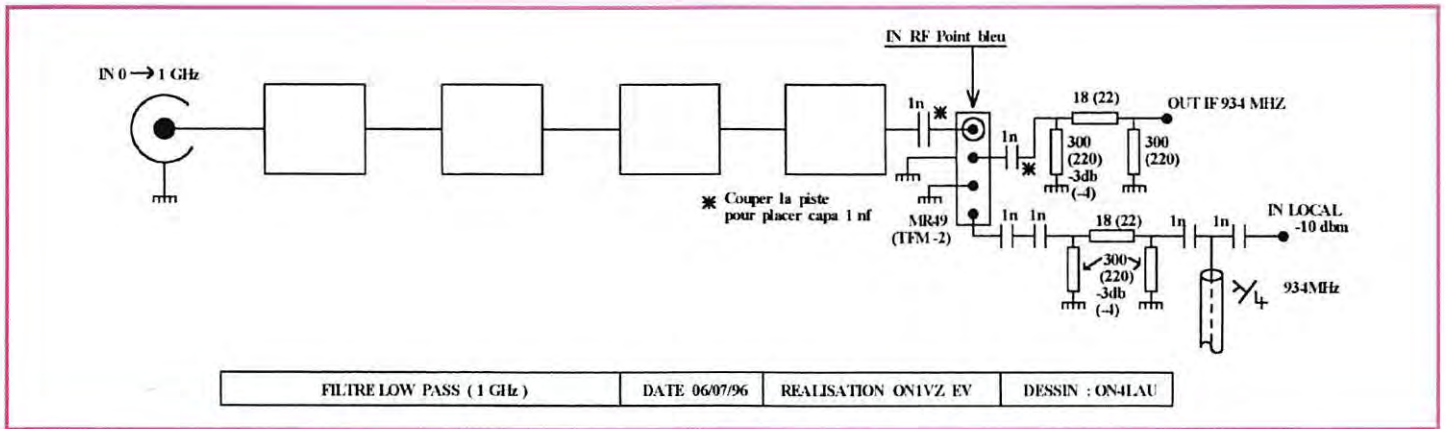 IN RF Point bleu
IN 0 → 1 GHz
1n
*
18 (22)
OUT IF 934 MHZ
1n
*
300
(220)
-3db
(-4)
300
(220)
* Couper la piste
pour placer capa 1 nf
MR49
(TFM -2)
1n
1n
18 (22)
1n
1n
IN LOCAL
-10 dbm
300
(220)
-3db
(-4)
λ/4
934MHz
FILTRE LOW PASS ( 1 GHz )
DATE 06/07/96
REALISATION ON1VZ EV
DESSIN : ON4LAU